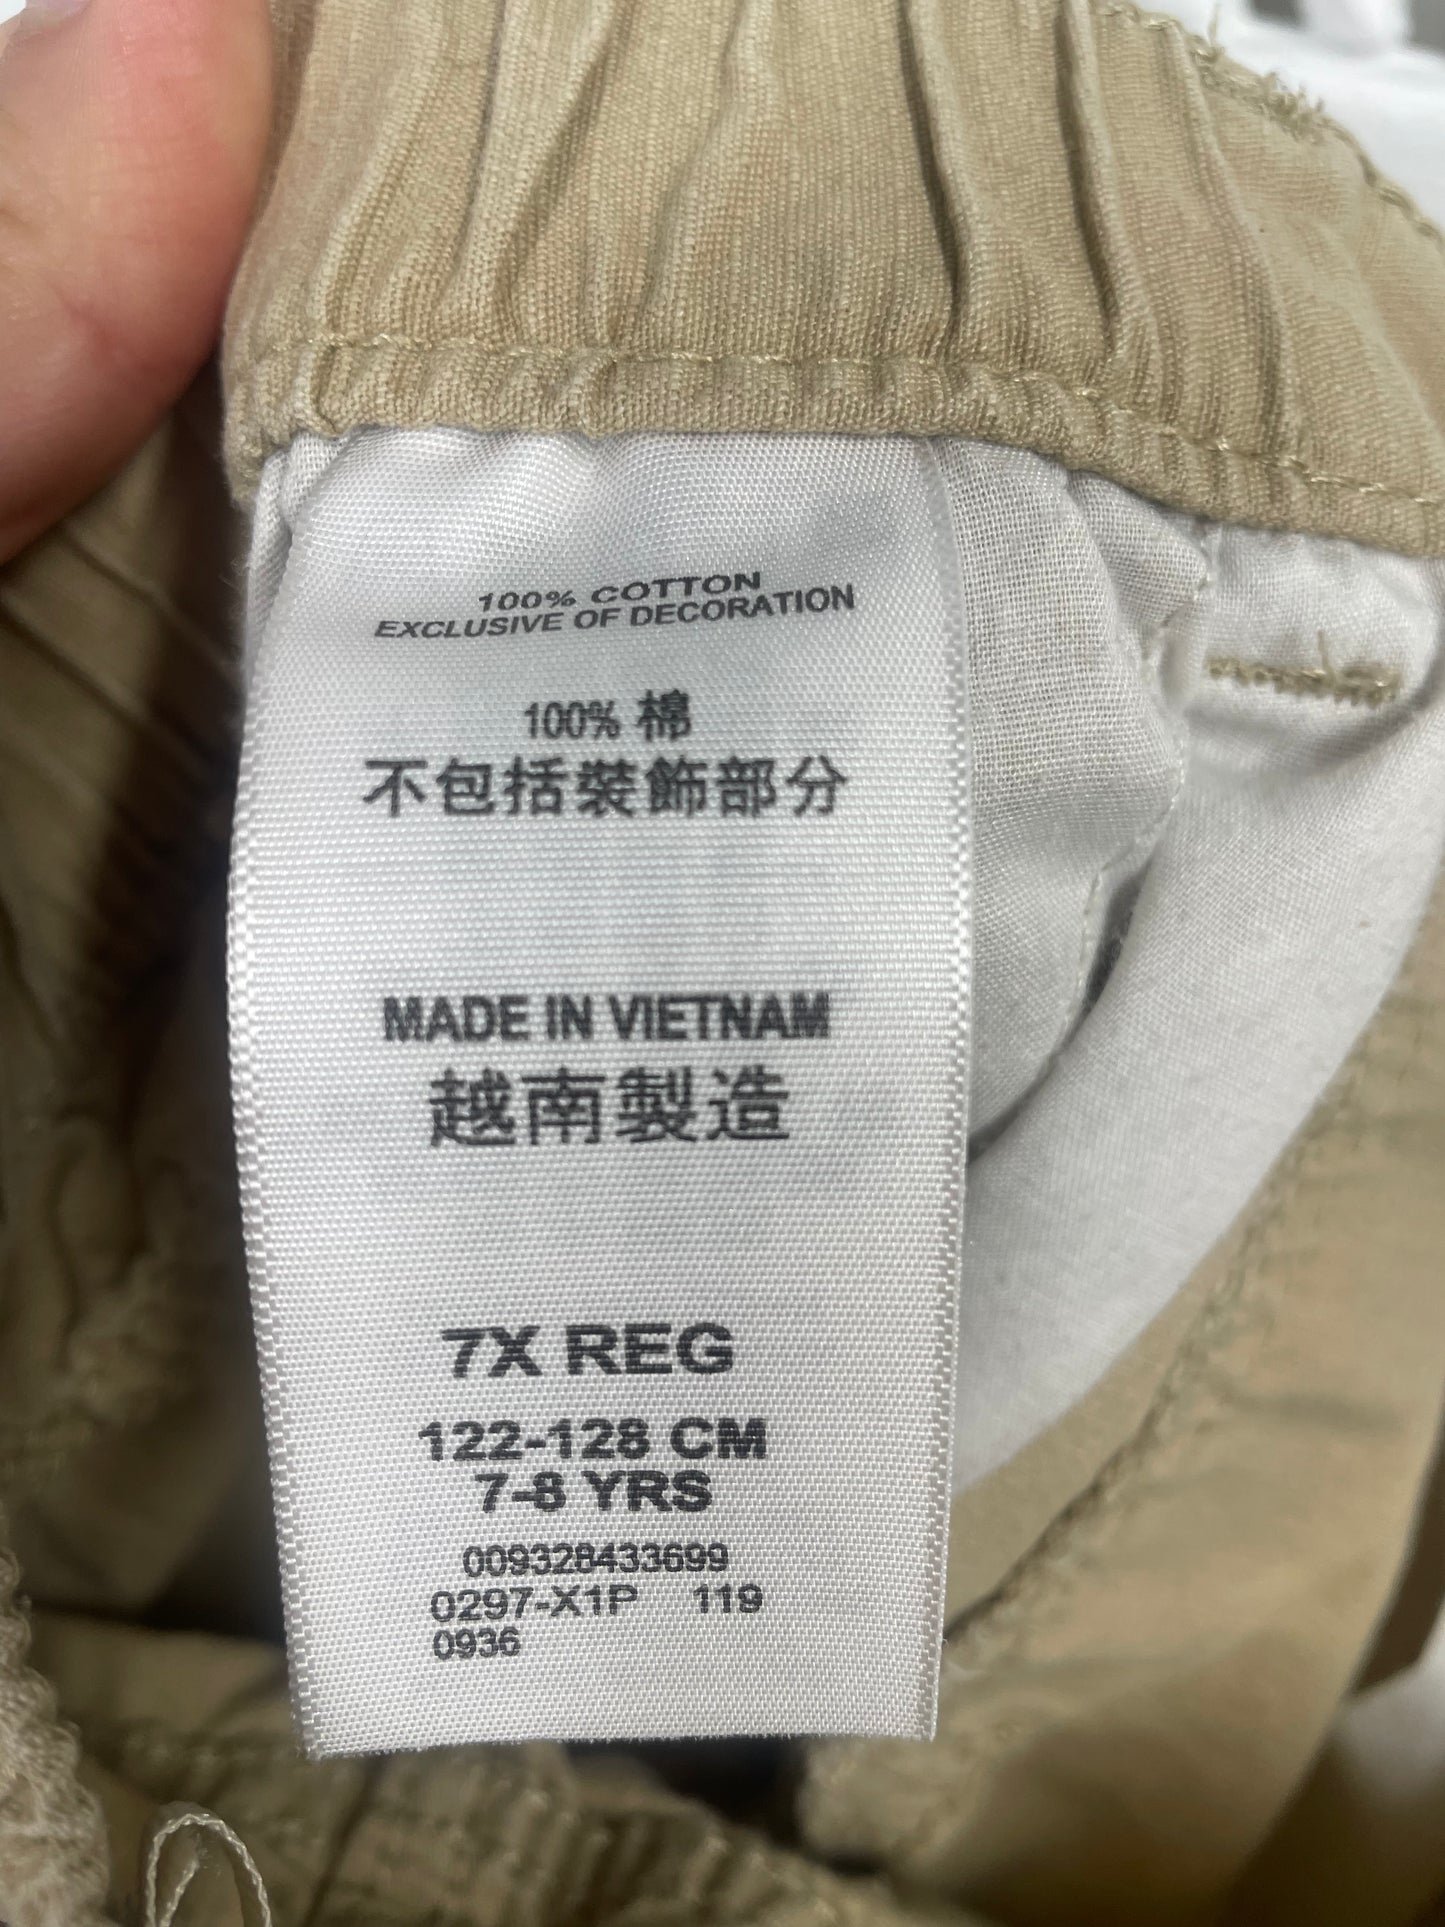 100% COTTON
EXCLUSIVE OF DECORATION
100% 棉
不包括裝飾部分
MADE IN VIETNAM
越南製造
7X REG
122-128 CM
7-8 YRS
009328433699
0297-X1P 119
0936